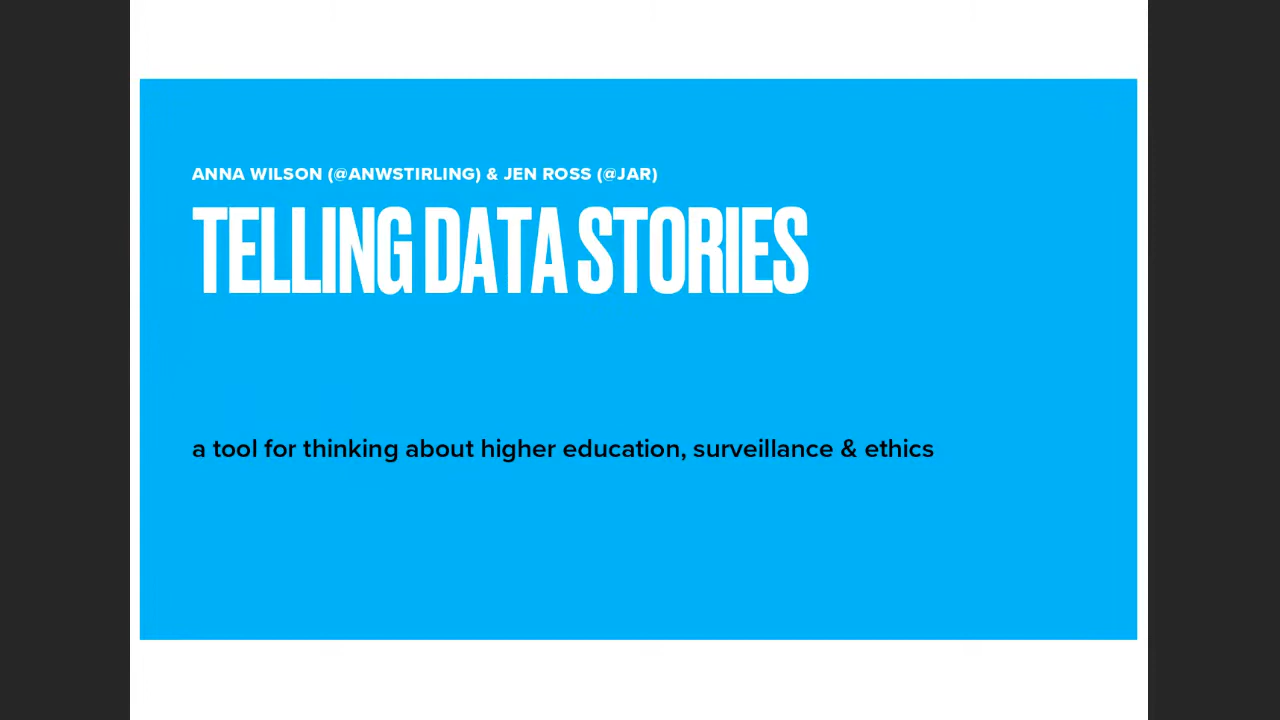 ANNA WILSON (@ANWSTIRLING) & JEN ROSS (@JAR)
TELLING DATA STORIES
a tool for thinking about higher education, surveillance & ethics